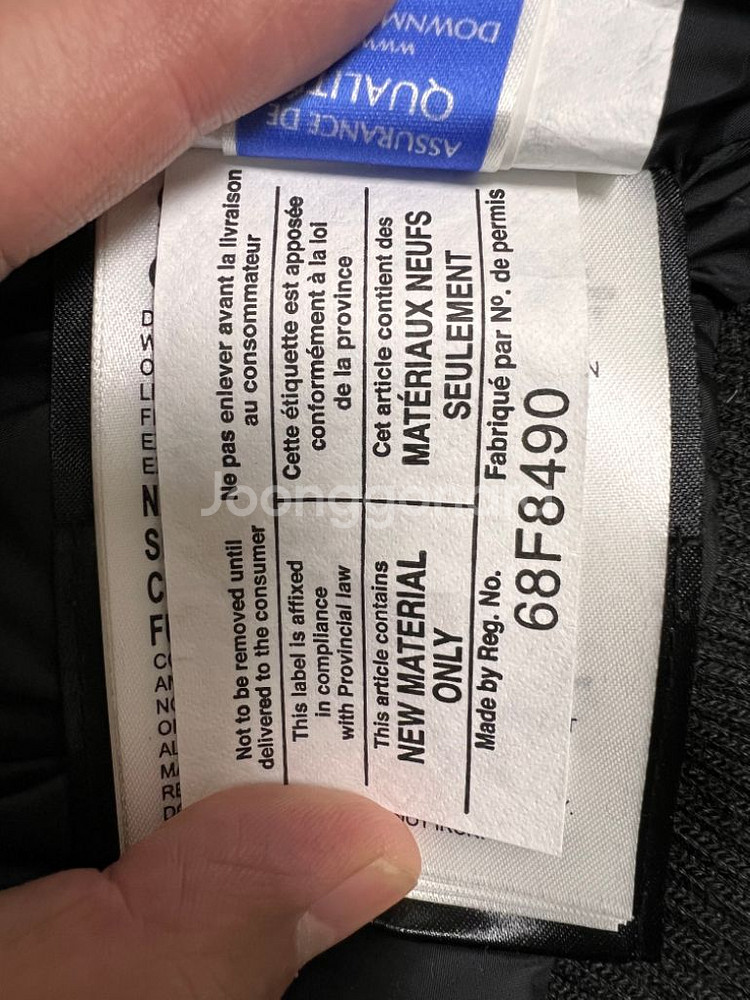 DOWNM
www.
QUALITÉ
ASSURANCE DE
Not to be removed until
delivered to the consumer
Ne pas enlever avant la livraison
au consommateur
This label is affixed
in compliance
with Provincial law
Cette étiquette est apposée
conformément à la loi
de la province
This article contains
NEW MATERIAL
ONLY
Cet article contient des
MATÉRIAUX NEUFS
SEULEMENT
Made by Reg. No.
Fabriqué par Nº. de permis
68F8490